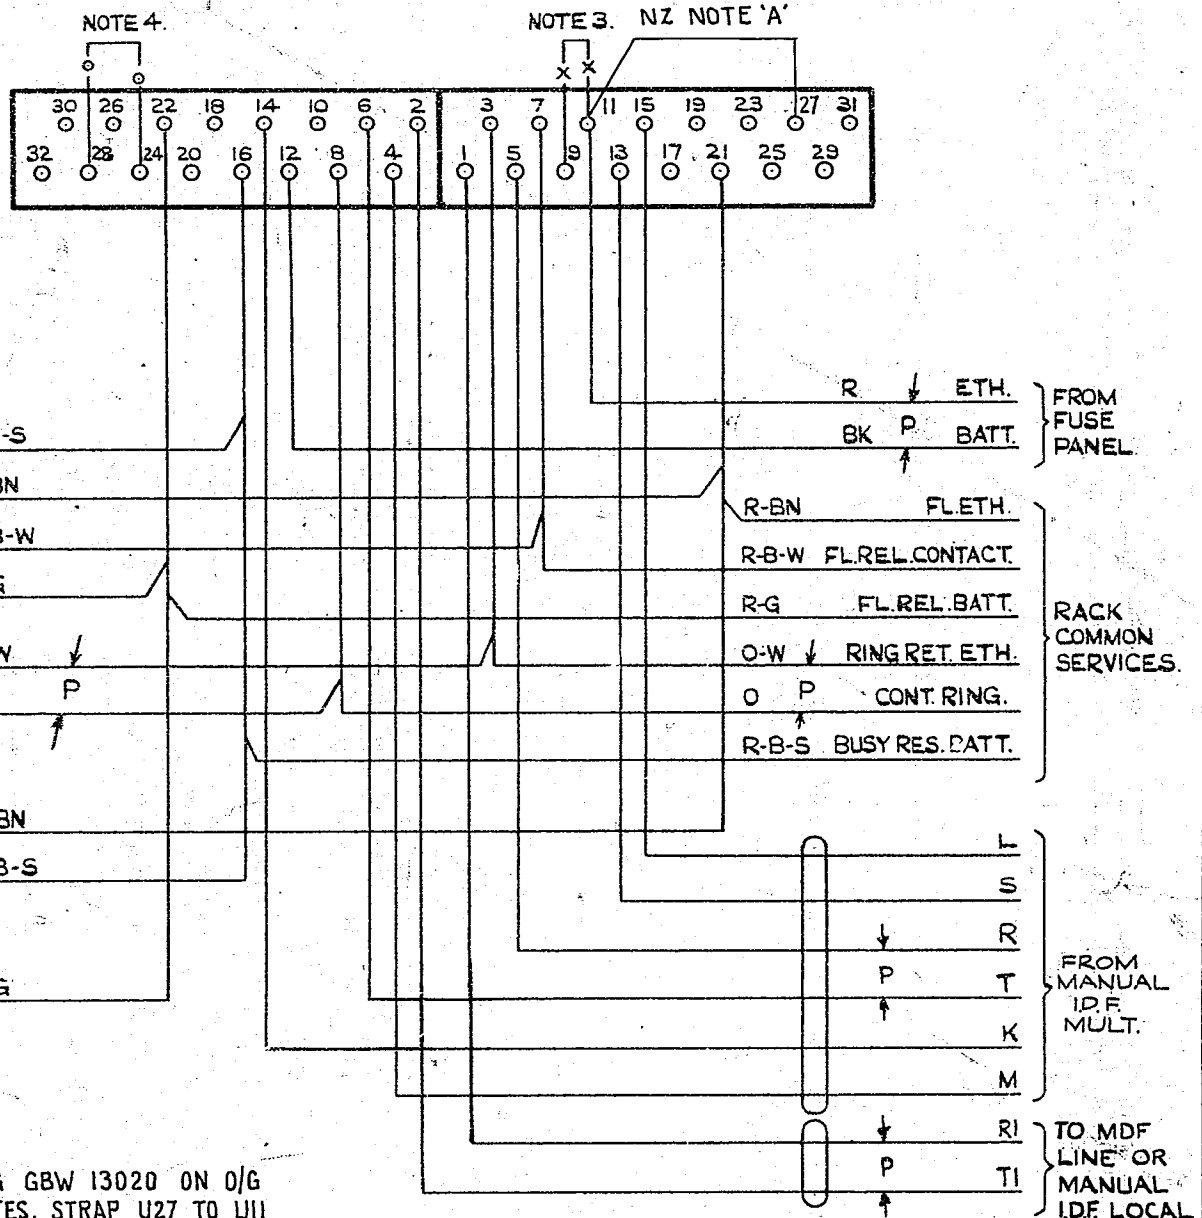 NOTE 4.
NOTE 3. NZ NOTE 'A'
30 26 22 18 14 10 6 2 3 7 11 15 19 23 27 31
32 28 24 20 16 12 8 4 1 5 9 13 17 21 25 29
R ETH.
BK P BATT.
FROM
FUSE
PANEL.
-S
BN
B-W
G
W
P
BN
B-S
G
R-BN FL.ETH.
R-B-W FL.REL.CONTACT.
R-G FL.REL.BATT.
O-W RING RET. ETH.
O P CONT. RING.
R-B-S BUSY RES. BATT.
RACK
COMMON
SERVICES.
L
S
R
P T
K
M
FROM
MANUAL
I.D.F.
MULT.
R1
P
T1
TO MDF
LINE OR
MANUAL
I.D.F. LOCAL
GBW 13020 ON O/G
STRAP U27 TO U11